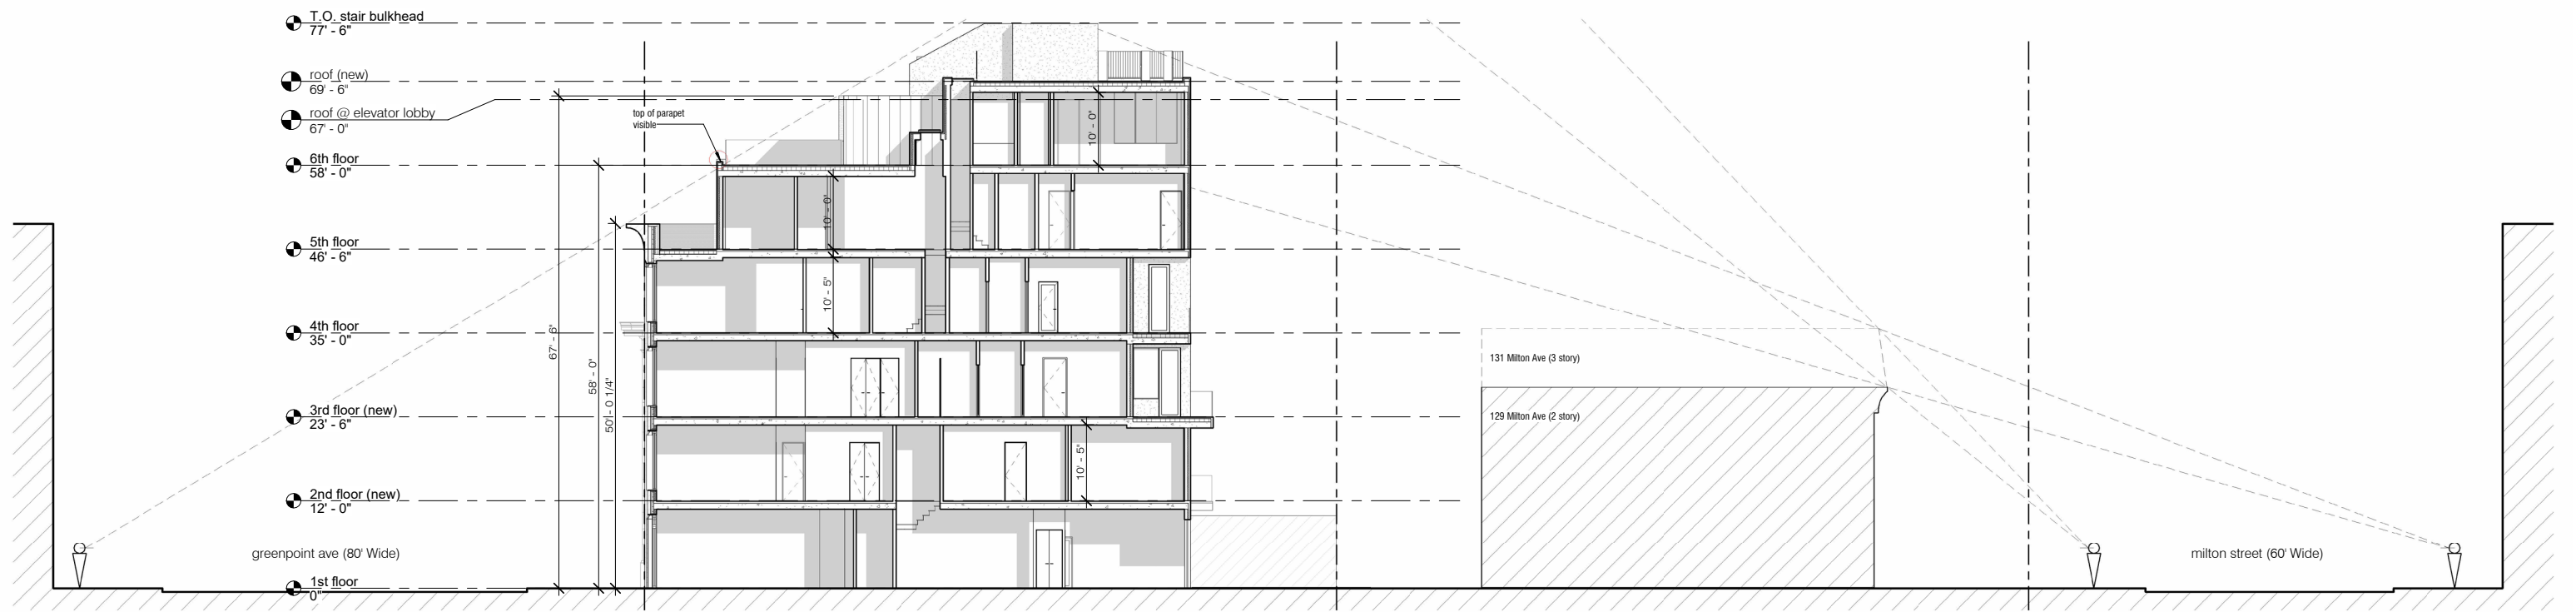 T.O. stair bulkhead
77' - 6"
roof (new)
69' - 6"
roof @ elevator lobby
67' - 0"
6th floor
58' - 0"
5th floor
46' - 6"
4th floor
35' - 0"
3rd floor (new)
23' - 6"
2nd floor (new)
12' - 0"
1st floor
0"
greenpoint ave (80' Wide)
67' - 6"
58' - 0"
50' - 0 1/4"
top of parapet
visible
10' - 0"
10' - 0"
10' - 5"
10' - 5"
131 Milton Ave (3 story)
129 Milton Ave (2 story)
milton street (60' Wide)